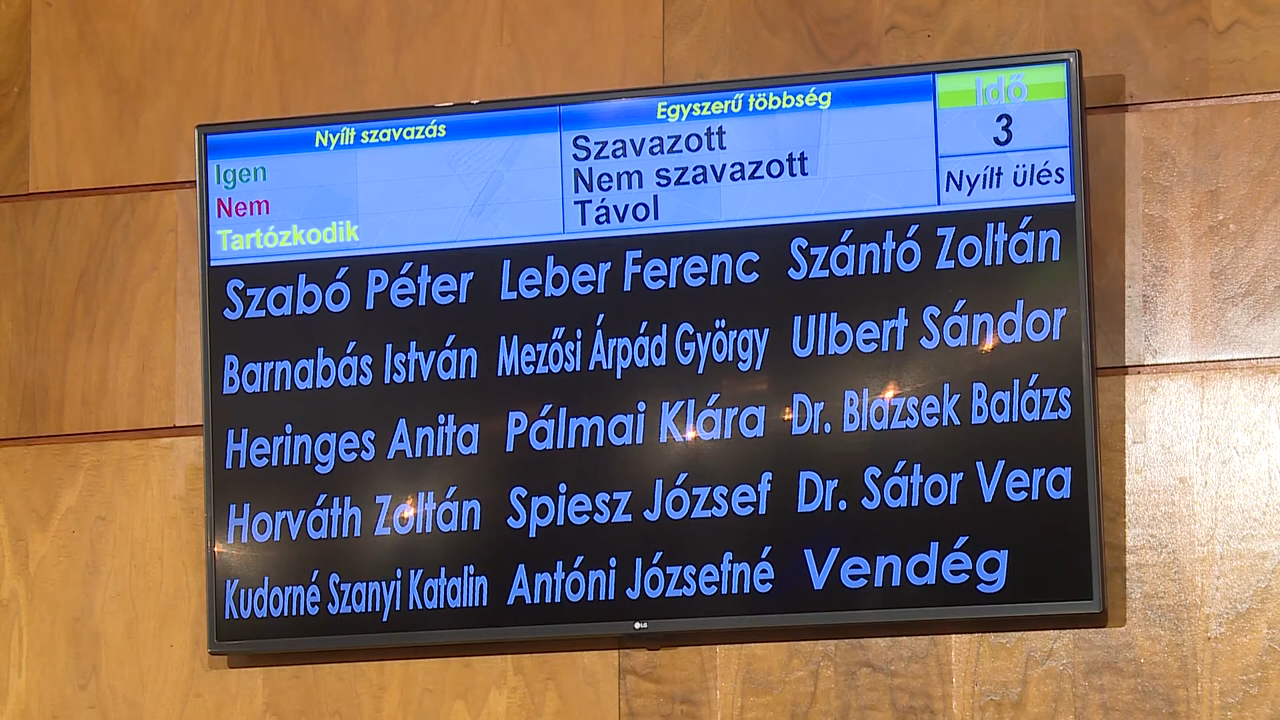 Nyílt szavazás
Igen
Nem
Tartózkodik
Egyszerű többség
Szavazott
Nem szavazott
Távol
Idő
3
Nyílt ülés
Szabó Péter Leber Ferenc Szántó Zoltán
Barnabás István Mezősi Árpád György Ulbert Sándor
Heringes Anita Pálmai Klára Dr. Blazsek Balázs
Horváth Zoltán Spiesz József Dr. Sátor Vera
Kudorné Szanyi Katalin Antóni Józsefné Vendég
LG